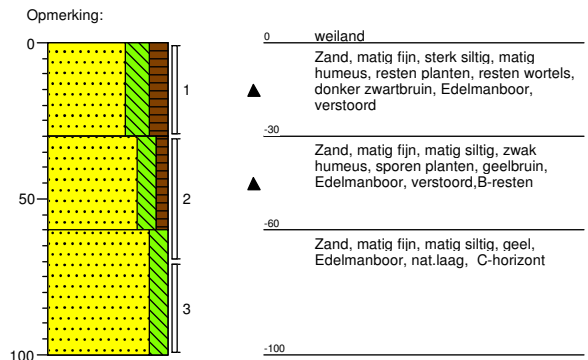 Opmerking:
0
50
100
1
2
3
0 weiland
Zand, matig fijn, sterk siltig, matig
humeus, resten planten, resten wortels,
donker zwartbruin, Edelmanboor,
verstoord
-30
Zand, matig fijn, matig siltig, zwak
humeus, sporen planten, geelbruin,
Edelmanboor, verstoord,B-resten
-60
Zand, matig fijn, matig siltig, geel,
Edelmanboor, nat.laag, C-horizont
-100